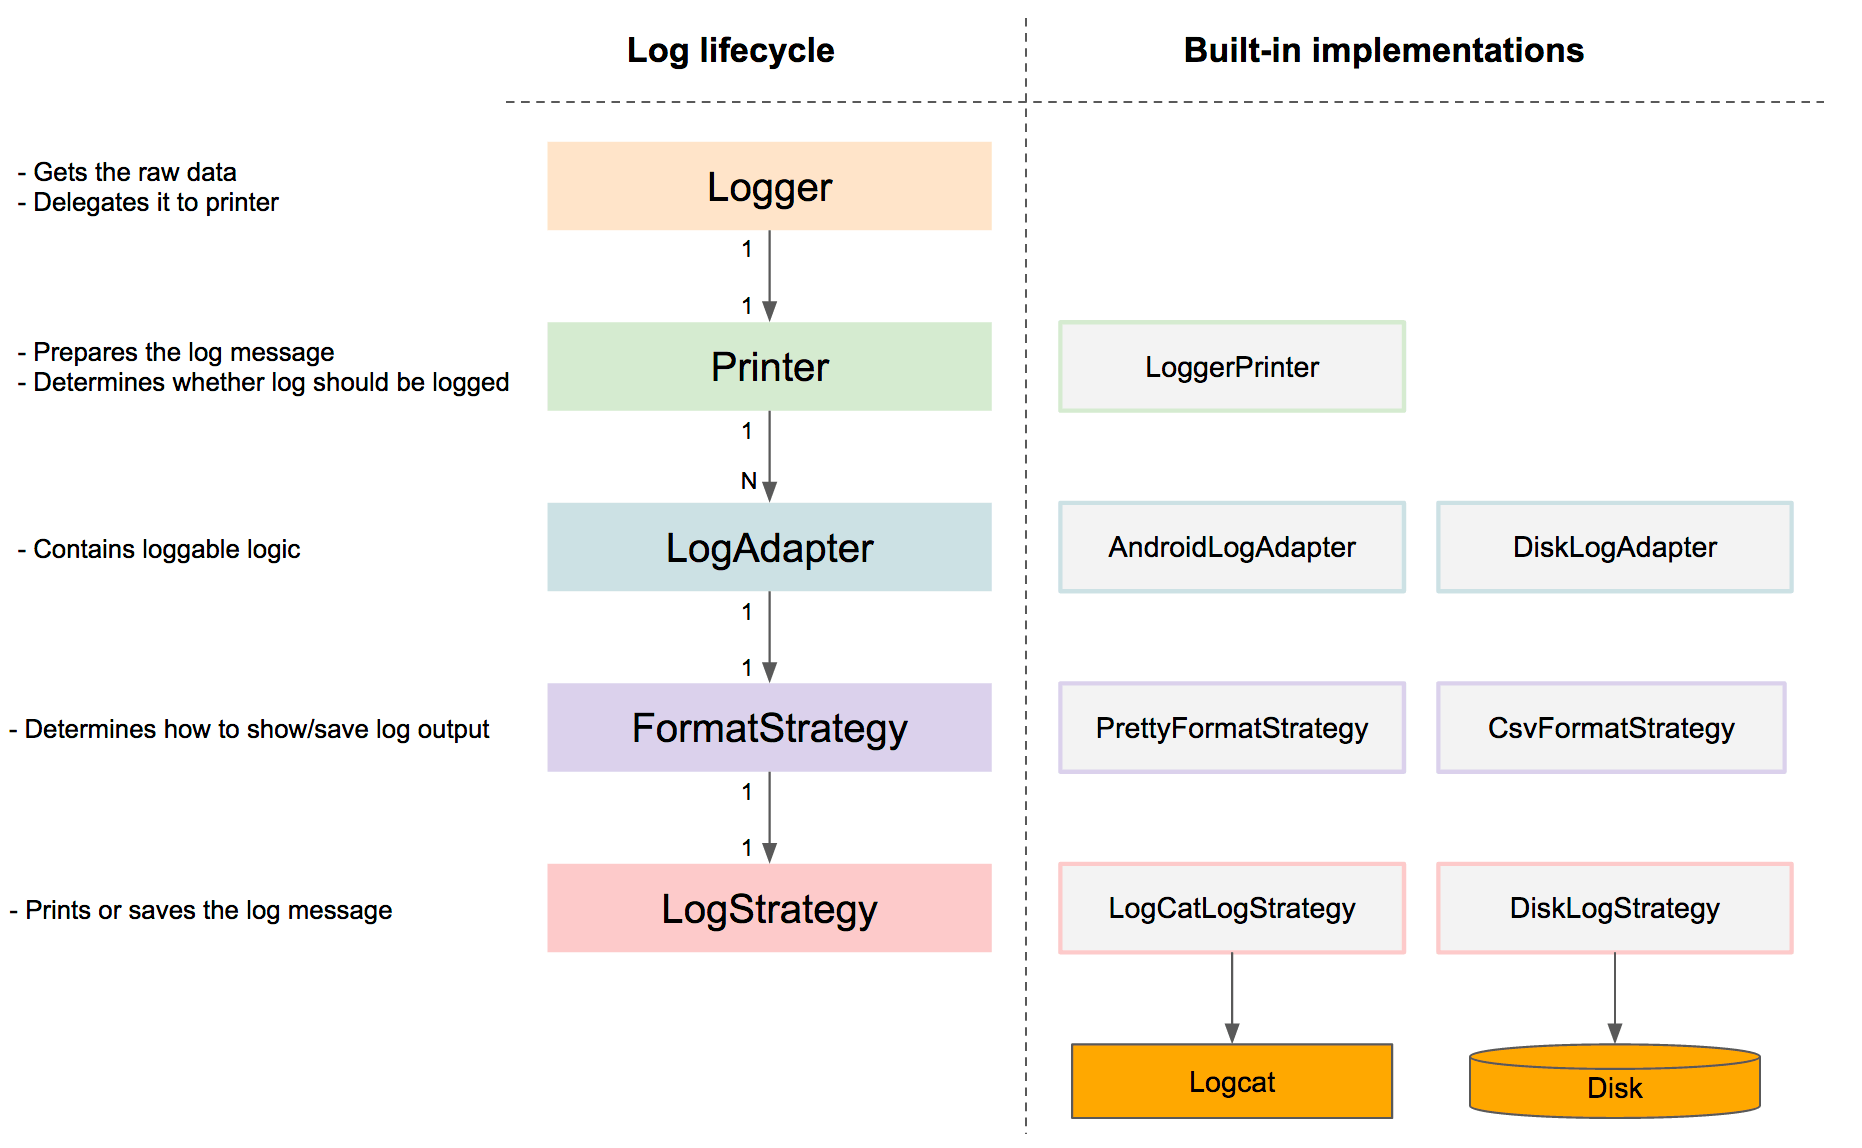 Log lifecycle
Built-in implementations
- Gets the raw data
- Delegates it to printer
Logger
1
1
- Prepares the log message
- Determines whether log should be logged
Printer
LoggerPrinter
1
N
- Contains loggable logic
LogAdapter
AndroidLogAdapter
DiskLogAdapter
1
1
- Determines how to show/save log output
FormatStrategy
PrettyFormatStrategy
CsvFormatStrategy
1
1
- Prints or saves the log message
LogStrategy
LogCatLogStrategy
DiskLogStrategy
Logcat
Disk